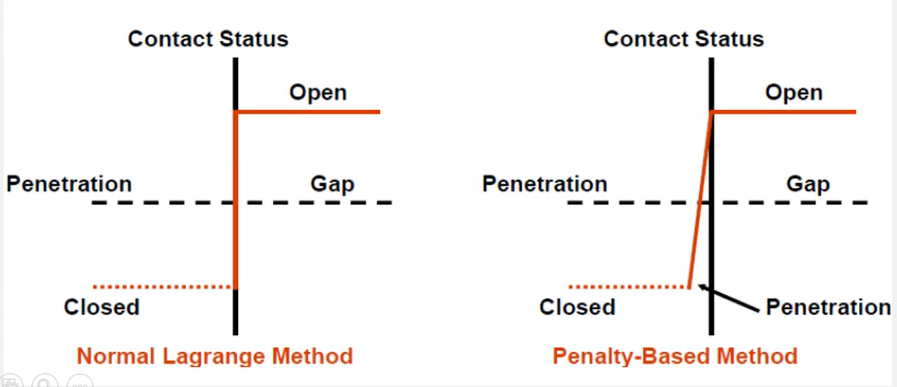 Contact Status
Open
Penetration
Gap
Closed
Normal Lagrange Method
Contact Status
Open
Penetration
Gap
Closed
Penetration
Penalty-Based Method